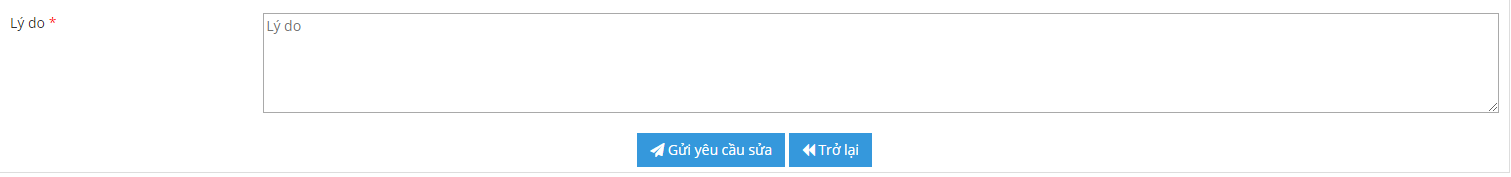 Lý do *
Lý do
Gửi yêu cầu sửa
Trở lại